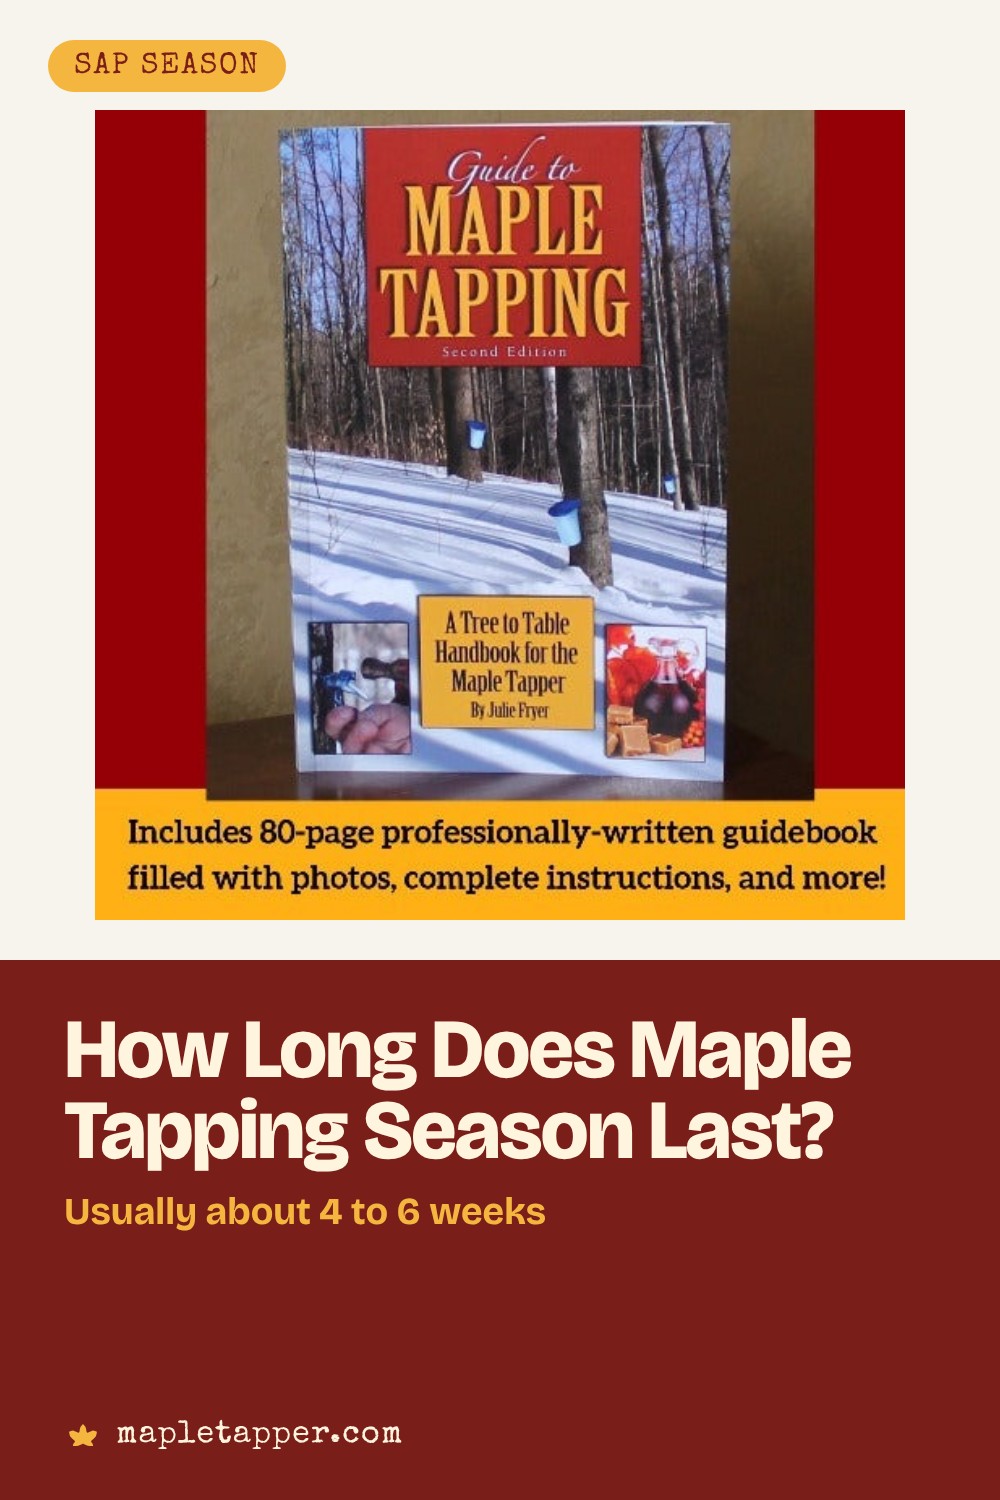 SAP SEASON
Guide to
MAPLE
TAPPING
Second Edition
A Tree to Table
Handbook for the
Maple Tapper
By Julie Fryer
Includes 80-page professionally-written guidebook
filled with photos, complete instructions, and more!
How Long Does Maple
Tapping Season Last?
Usually about 4 to 6 weeks
mapletapper.com